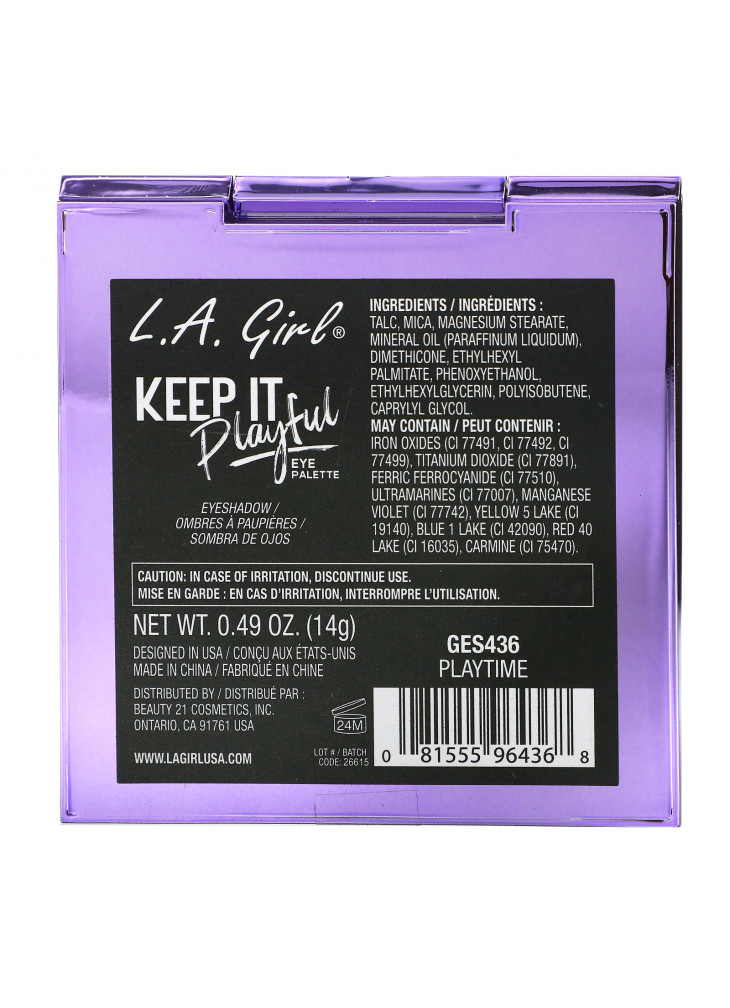 L.A. Girl®
KEEP IT
Playful
EYE
PALETTE
EYESHADOW /
OMBRES À PAUPIÈRES /
SOMBRA DE OJOS
INGREDIENTS / INGRÉDIENTS :
TALC, MICA, MAGNESIUM STEARATE,
MINERAL OIL (PARAFFINUM LIQUIDUM),
DIMETHICONE, ETHYLHEXYL
PALMITATE, PHENOXYETHANOL,
ETHYLHEXYLGLYCERIN, POLYISOBUTENE,
CAPRYLYL GLYCOL.
MAY CONTAIN / PEUT CONTENIR :
IRON OXIDES (CI 77491, CI 77492, CI
77499), TITANIUM DIOXIDE (CI 77891),
FERRIC FERROCYANIDE (CI 77510),
ULTRAMARINES (CI 77007), MANGANESE
VIOLET (CI 77742), YELLOW 5 LAKE (CI
19140), BLUE 1 LAKE (CI 42090), RED 40
LAKE (CI 16035), CARMINE (CI 75470).
CAUTION: IN CASE OF IRRITATION, DISCONTINUE USE.
MISE EN GARDE : EN CAS D'IRRITATION, INTERROMPRE L'UTILISATION.
NET WT. 0.49 OZ. (14g)
DESIGNED IN USA / CONÇU AUX ÉTATS-UNIS
MADE IN CHINA / FABRIQUÉ EN CHINE
DISTRIBUTED BY / DISTRIBUÉ PAR :
BEAUTY 21 COSMETICS, INC.
ONTARIO, CA 91761 USA
WWW.LAGIRLUSA.COM
24M
LOT # / BATCH
CODE: 26615
GES436
PLAYTIME
0 81555 96436 8